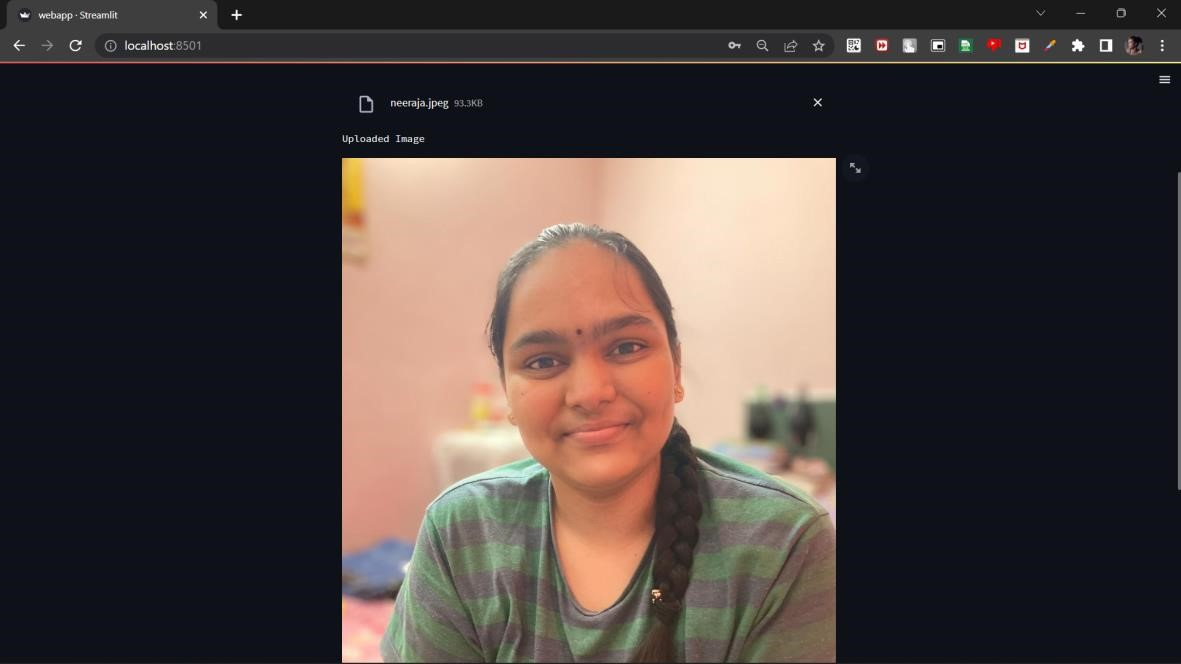 webapp · Streamlit
localhost:8501
neeraja.jpeg 93.3KB
Uploaded Image